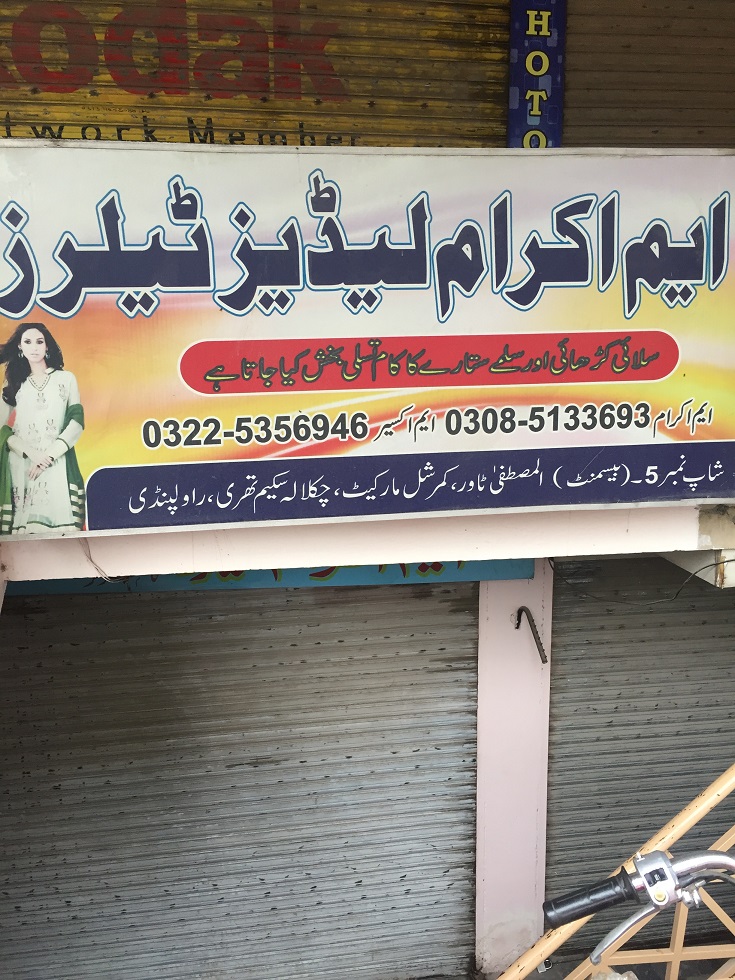 odak
twork Member
HOTO
ایم اکرام لیڈیز ٹیلرز
سلائی کڑھائی اور سلمے ستارے کا کام تسلی بخش کیا جاتا ہے
ایم اکرام 0308-5133693 ایم اکسیر 0322-5356946
شاپ نمبر 5۔(بیسمنٹ) المصطفیٰ ٹاور، کمرشل مارکیٹ، چکلالہ سکیم تھری، راولپنڈی